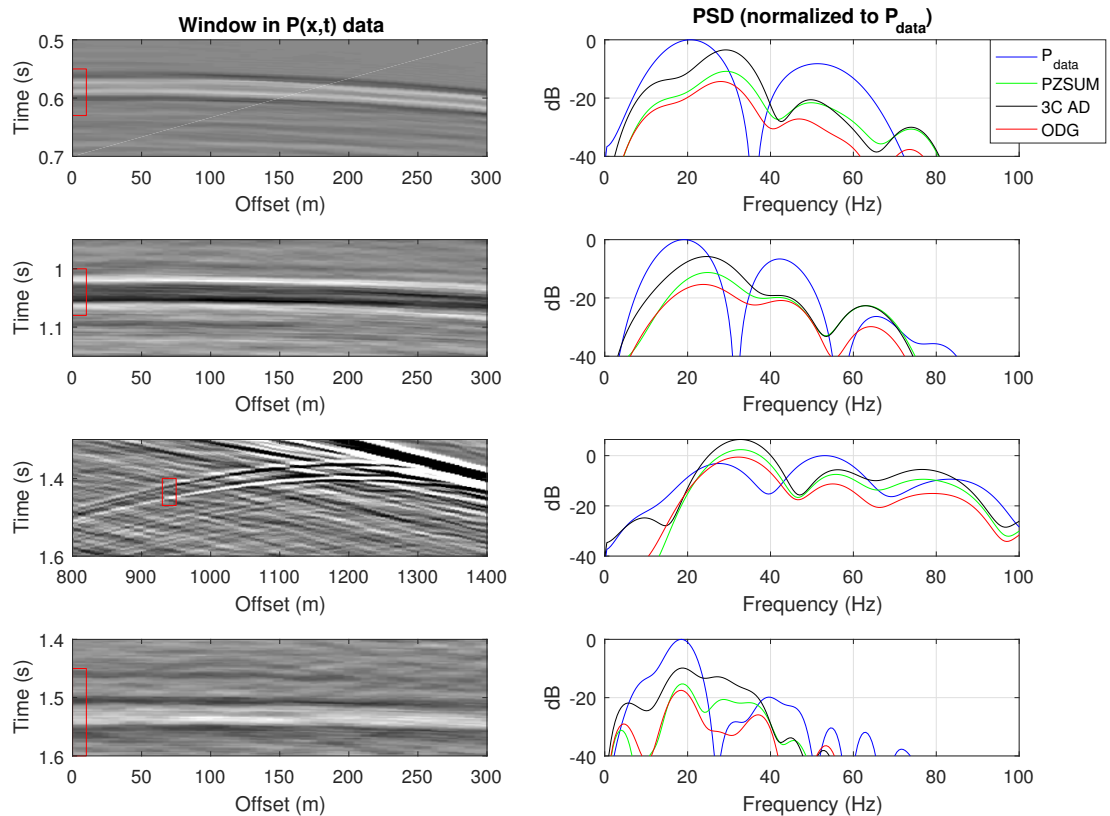 Window in P(x,t) data
PSD (normalized to P_data)
Time (s)
0.5
0.6
0.7
0 50 100 150 200 250 300
Offset (m)
dB
0
-20
-40
0 20 40 60 80 100
Frequency (Hz)
P_data
PZSUM
3C AD
ODG
Time (s)
1
1.1
0 50 100 150 200 250 300
Offset (m)
dB
0
-20
-40
0 20 40 60 80 100
Frequency (Hz)
Time (s)
1.4
1.6
800 900 1000 1100 1200 1300 1400
Offset (m)
dB
0
-20
-40
0 20 40 60 80 100
Frequency (Hz)
Time (s)
1.4
1.5
1.6
0 50 100 150 200 250 300
Offset (m)
dB
0
-20
-40
0 20 40 60 80 100
Frequency (Hz)